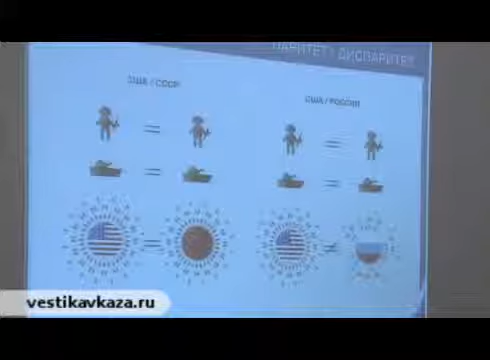 ПАРИТЕТ / ДИСПАРИТЕТ
США / СССР
США / РОССИЯ
vestikavkaza.ru